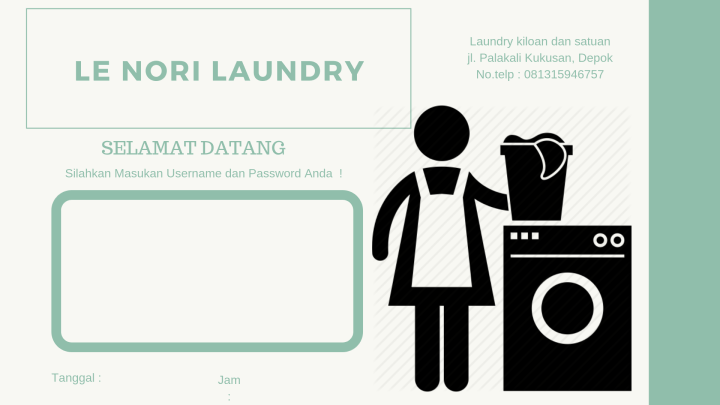 LE NORI LAUNDRY
Laundry kiloan dan satuan
jl. Palakali Kukusan, Depok
No.telp : 081315946757
SELAMAT DATANG
Silahkan Masukan Username dan Password Anda  !
Tanggal :
Jam
: